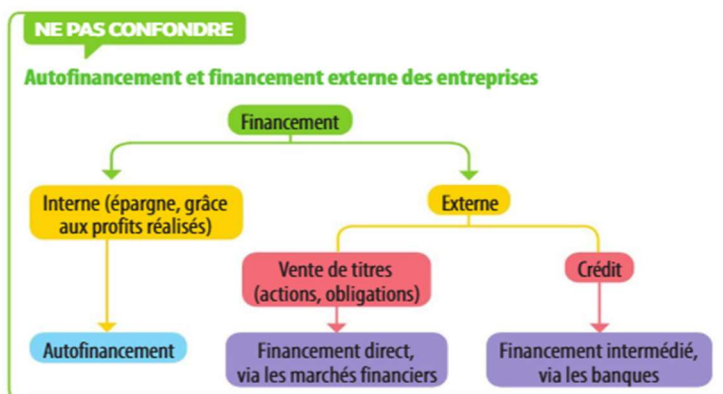 NE PAS CONFONDRE
Autofinancement et financement externe des entreprises
Financement
Interne (épargne, grâce
aux profits réalisés)
Externe
Vente de titres
(actions, obligations)
Crédit
Autofinancement
Financement direct,
via les marchés financiers
Financement intermédié,
via les banques